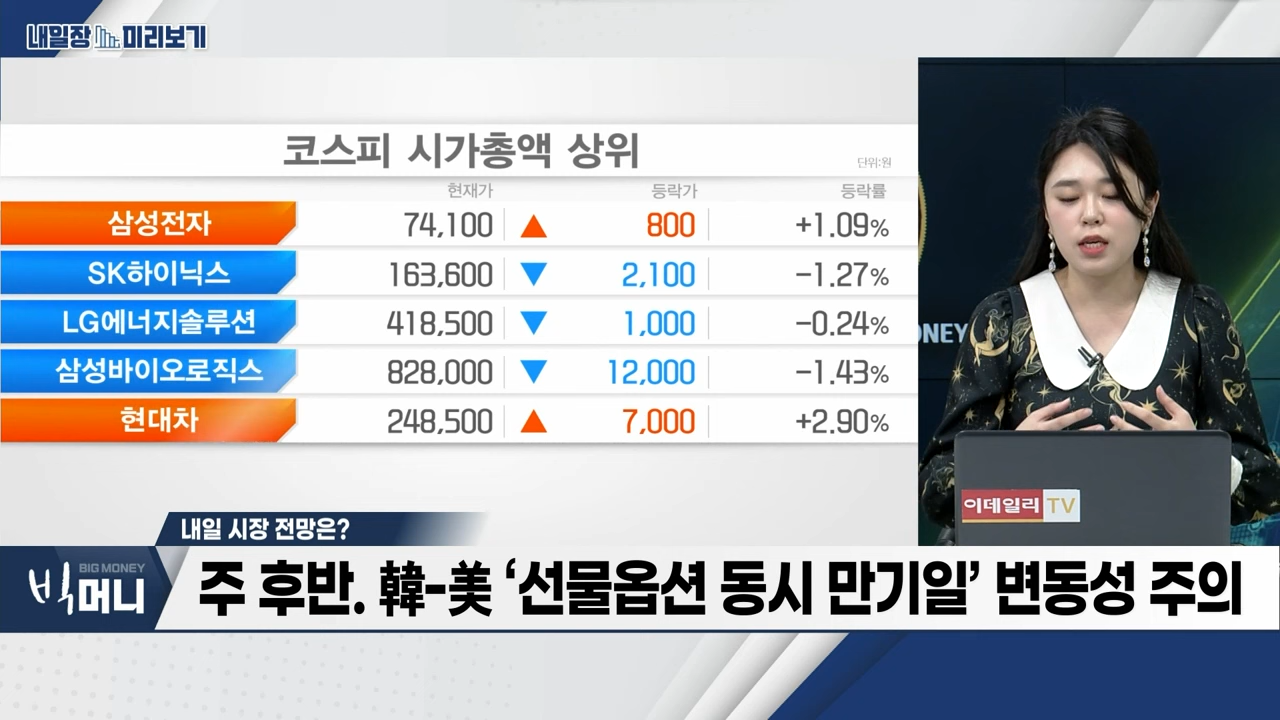 내일장 미리보기
코스피 시가총액 상위
단위:원
현재가 등락가 등락률
삼성전자 74,100 ▲ 800 +1.09%
SK하이닉스 163,600 ▼ 2,100 -1.27%
LG에너지솔루션 418,500 ▼ 1,000 -0.24%
삼성바이오로직스 828,000 ▼ 12,000 -1.43%
현대차 248,500 ▲ 7,000 +2.90%
ONEY
이데일리 TV
내일 시장 전망은?
BIG MONEY
빅머니
주 후반. 韓-美 ‘선물옵션 동시 만기일’ 변동성 주의